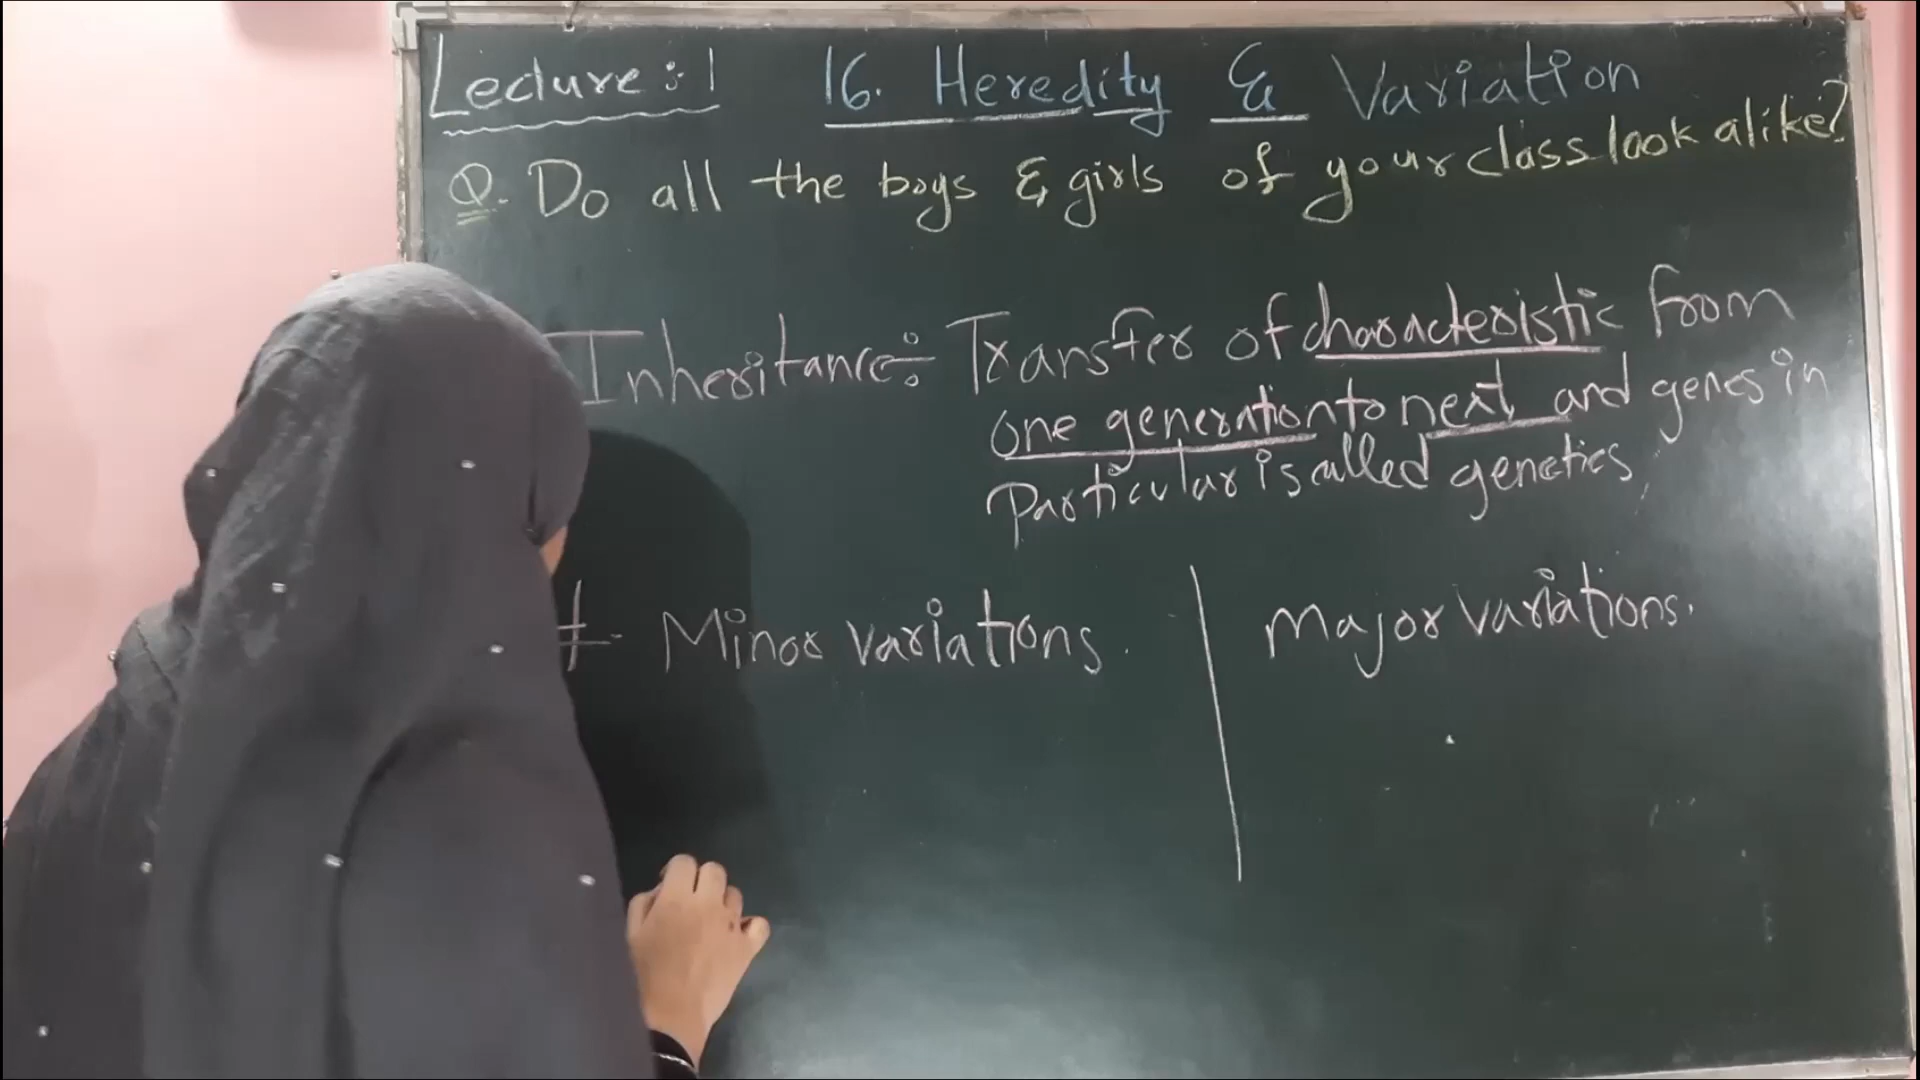 Lecture: 1 16. Heredity & Variation
Q. Do all the boys & girls of your class look alike?
Inheritance:- Transfer of characteristic from
one generation to next and genes in
Particular is called genetics,
# Minor variations. Major variations.